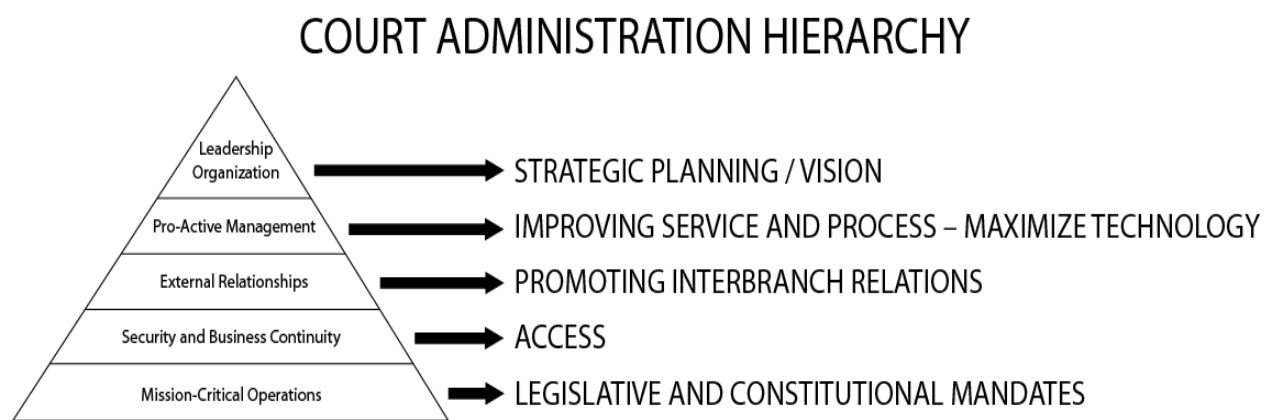 COURT ADMINISTRATION HIERARCHY
Leadership
Organization
STRATEGIC PLANNING / VISION
Pro-Active Management
IMPROVING SERVICE AND PROCESS – MAXIMIZE TECHNOLOGY
External Relationships
PROMOTING INTERBRANCH RELATIONS
Security and Business Continuity
ACCESS
Mission-Critical Operations
LEGISLATIVE AND CONSTITUTIONAL MANDATES